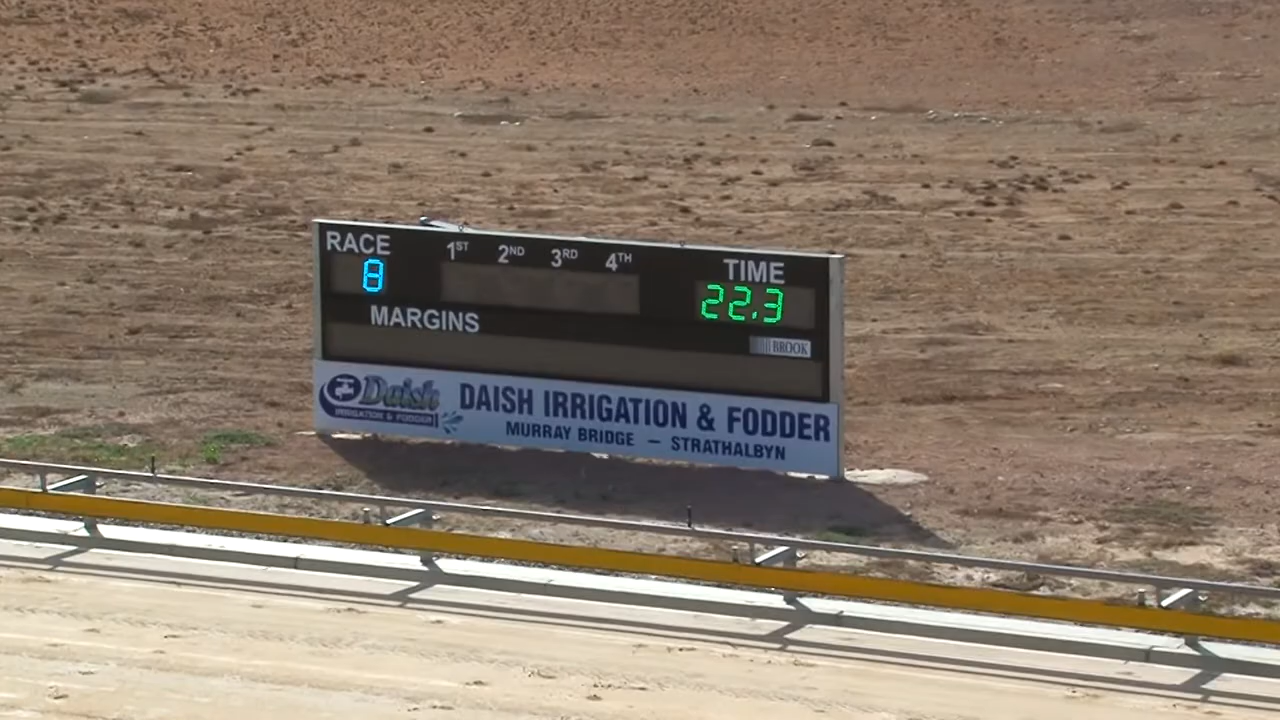 RACE 1ST 2ND 3RD 4TH TIME
8 22.3
MARGINS
BROOK
Daish
IRRIGATION & FODDER
DAISH IRRIGATION & FODDER
MURRAY BRIDGE – STRATHALBYN